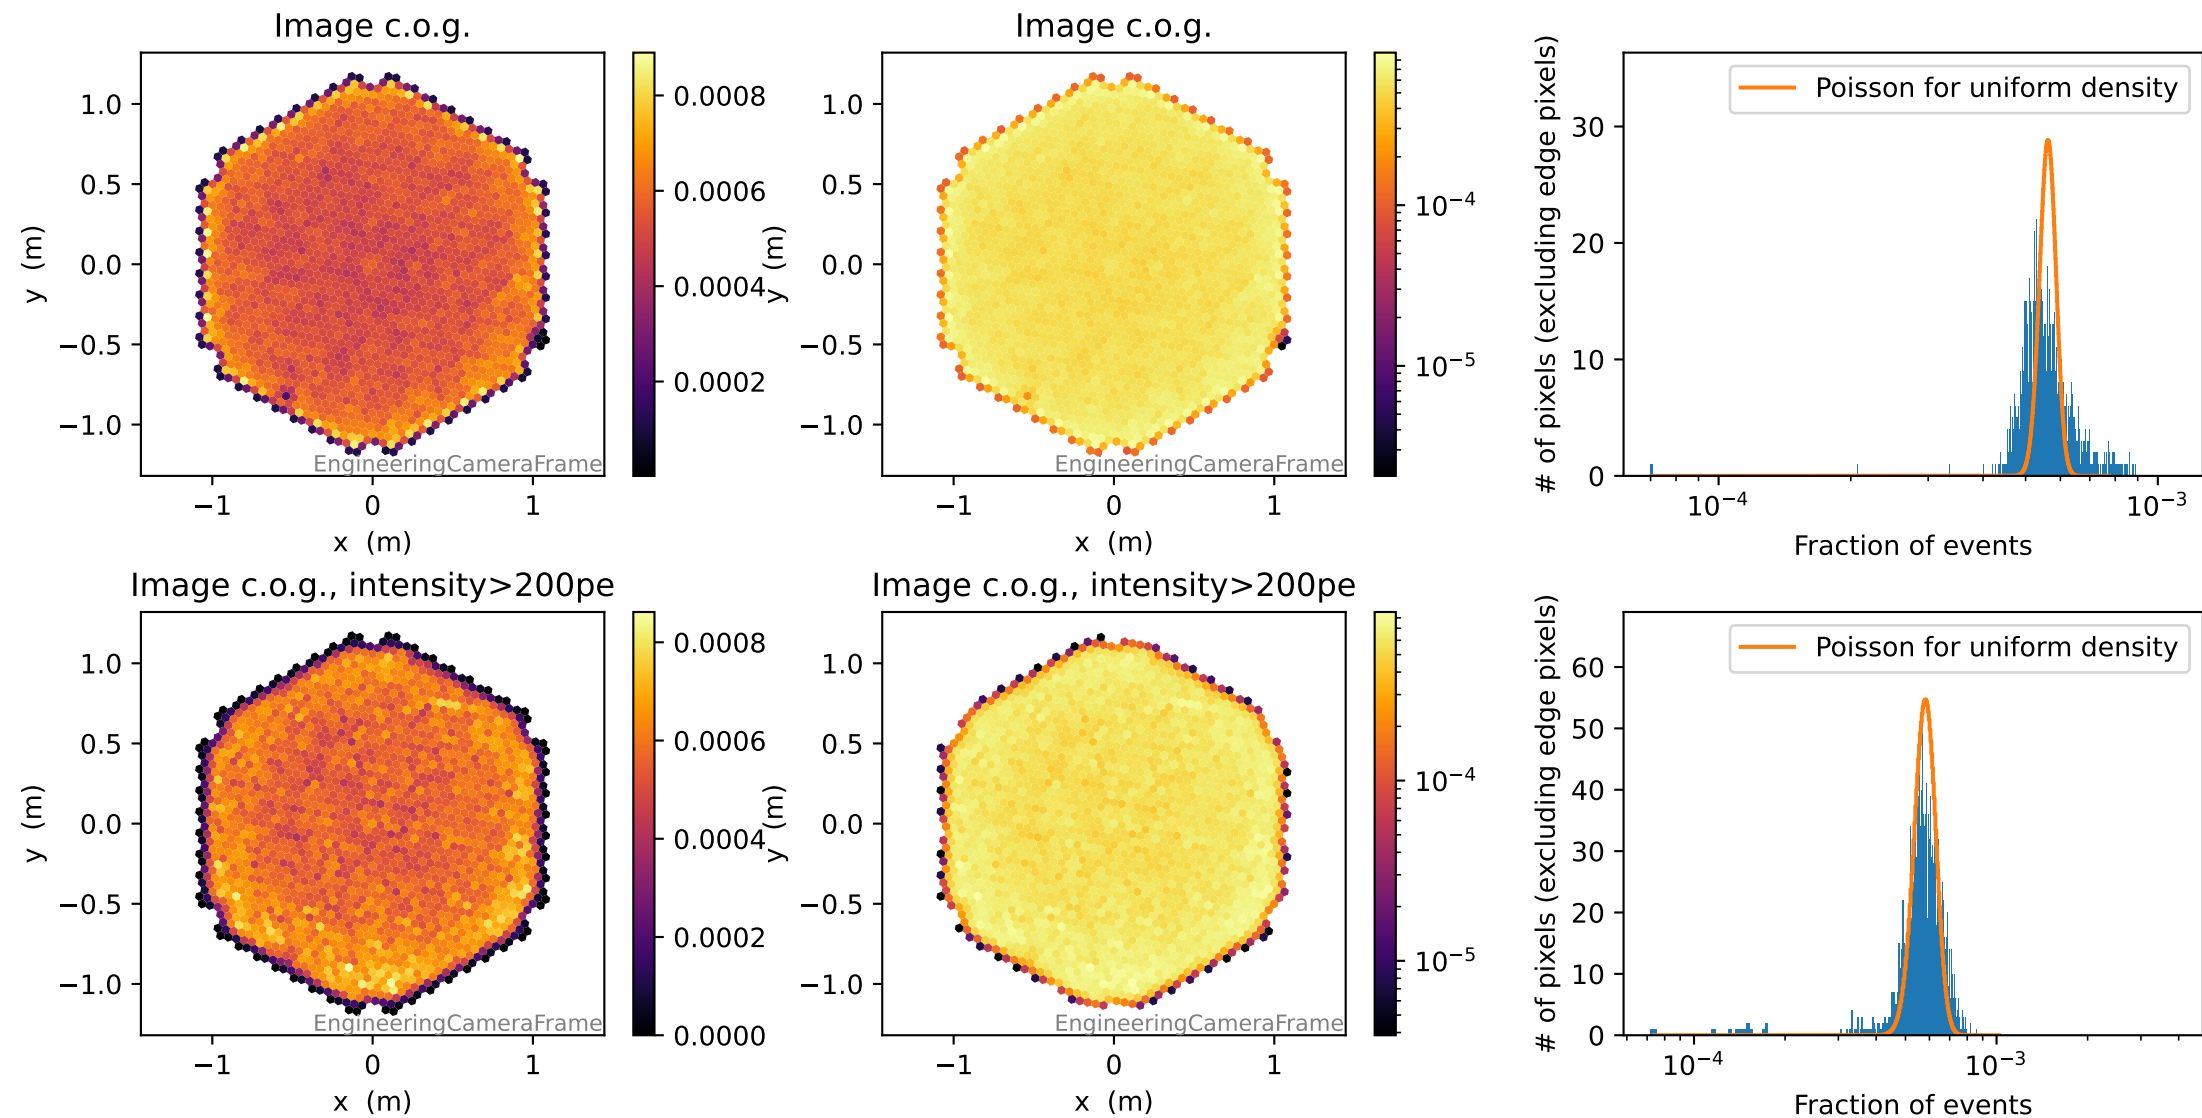 Image c.o.g.
Image c.o.g.
1.0
0.5
0.0
−0.5
−1.0
y (m)
−1
0
1
x (m)
EngineeringCameraFrame
0.0008
0.0006
0.0004
0.0002
1.0
0.5
0.0
−0.5
−1.0
y (m)
−1
0
1
x (m)
EngineeringCameraFrame
10⁻⁴
10⁻⁵
# of pixels (excluding edge pixels)
30
20
10
0
Poisson for uniform density
10⁻⁴
10⁻³
Fraction of events
Image c.o.g., intensity>200pe
Image c.o.g., intensity>200pe
1.0
0.5
0.0
−0.5
−1.0
y (m)
−1
0
1
x (m)
EngineeringCameraFrame
0.0008
0.0006
0.0004
0.0002
0.0000
1.0
0.5
0.0
−0.5
−1.0
y (m)
−1
0
1
x (m)
EngineeringCameraFrame
10⁻⁴
10⁻⁵
# of pixels (excluding edge pixels)
60
50
40
30
20
10
0
Poisson for uniform density
10⁻⁴
10⁻³
Fraction of events